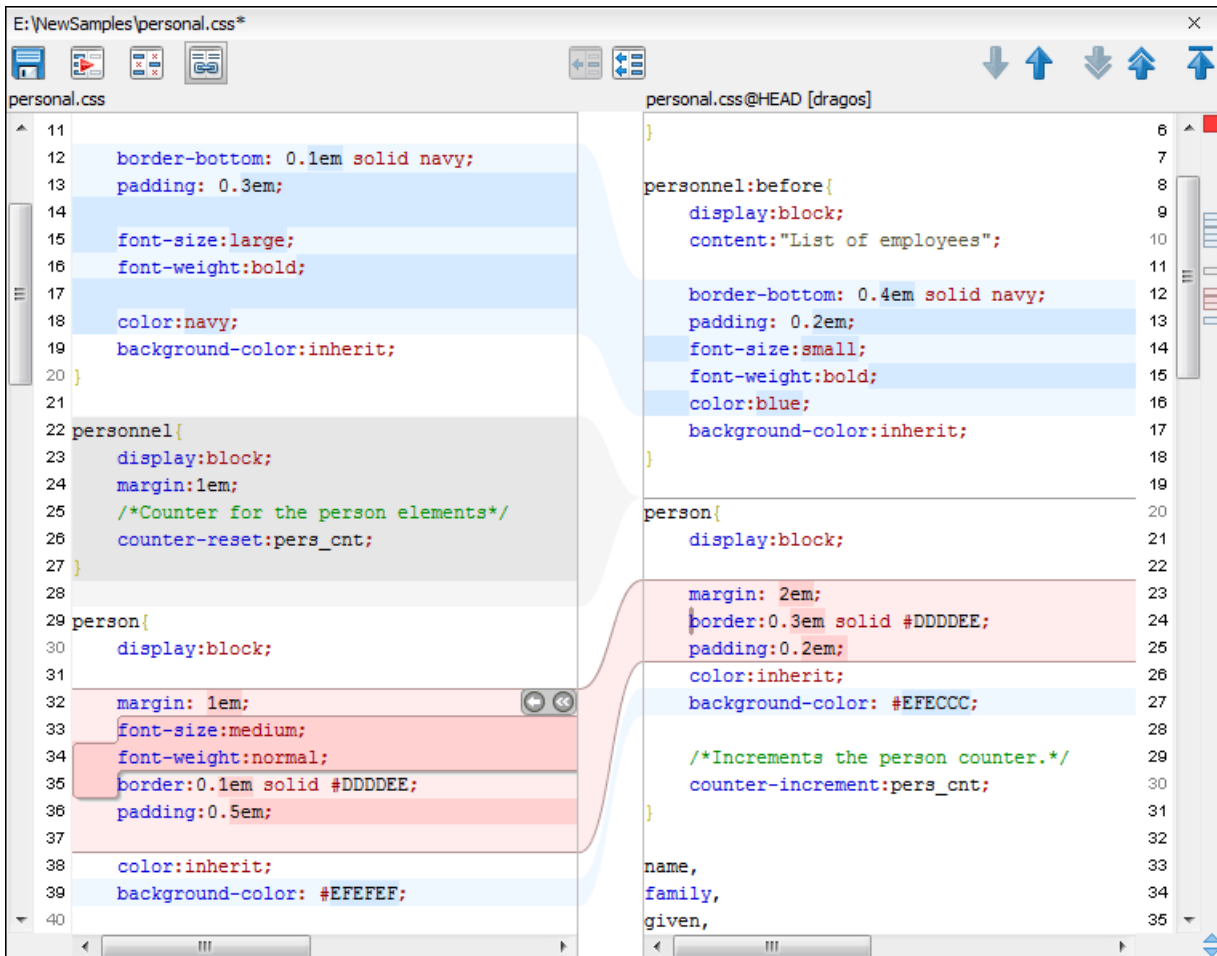 E:\NewSamples\personal.css*
personal.css
personal.css@HEAD [dragos]
11
12 border-bottom: 0.1em solid navy;
13 padding: 0.3em;
14
15 font-size:large;
16 font-weight:bold;
17
18 color:navy;
19 background-color:inherit;
20 }
21
22 personnel{
23 display:block;
24 margin:1em;
25 /*Counter for the person elements*/
26 counter-reset:pers_cnt;
27 }
28
29 person{
30 display:block;
31
32 margin: 1em;
33 font-size:medium;
34 font-weight:normal;
35 border:0.1em solid #DDDDEE;
36 padding:0.5em;
37
38 color:inherit;
39 background-color: #EFEFEF;
40
} 6
7
personnel:before{ 8
display:block; 9
content:"List of employees"; 10
11
border-bottom: 0.4em solid navy; 12
padding: 0.2em; 13
font-size:small; 14
font-weight:bold; 15
color:blue; 16
background-color:inherit; 17
} 18
19
person{ 20
display:block; 21
22
margin: 2em; 23
border:0.3em solid #DDDDEE; 24
padding:0.2em; 25
color:inherit; 26
background-color: #EFECCC; 27
28
/*Increments the person counter.*/ 29
counter-increment:pers_cnt; 30
} 31
32
name, 33
family, 34
given, 35